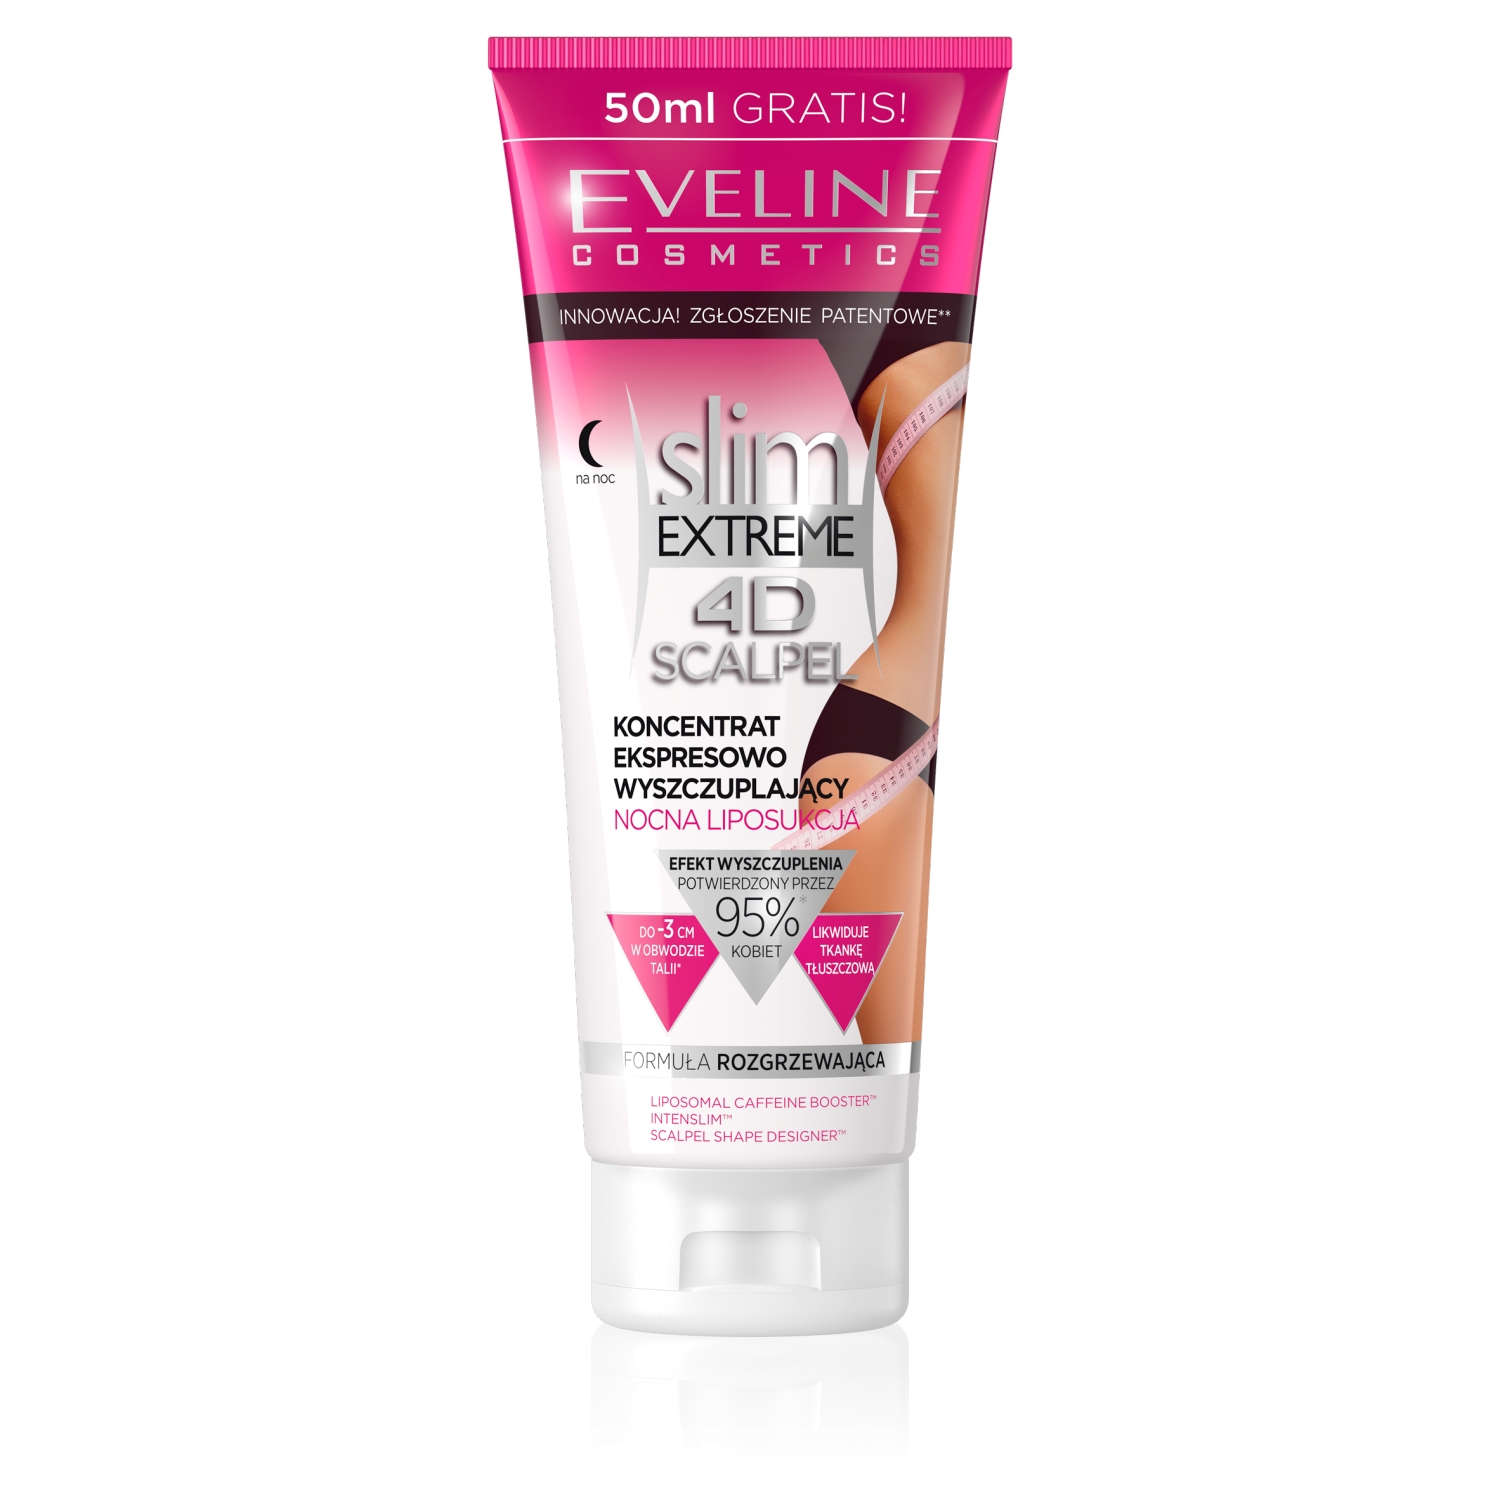 50ml GRATIS!
EVELINE
COSMETICS
INNOWACJA! ZGŁOSZENIE PATENTOWE**
na noc
slim
EXTREME
4D
SCALPEL
KONCENTRAT
EKSPRESOWO
WYSZCZUPLAJĄCY
NOCNA LIPOSUKCJA
EFEKT WYSZCZUPLENIA
POTWIERDZONY PRZEZ
95%*
KOBIET
DO -3 CM
W OBWODZIE
TALII*
LIKWIDUJE
TKANKĘ
TŁUSZCZOWĄ
FORMUŁA ROZGRZEWAJĄCA
LIPOSOMAL CAFFEINE BOOSTER™
INTENSLIM™
SCALPEL SHAPE DESIGNER™